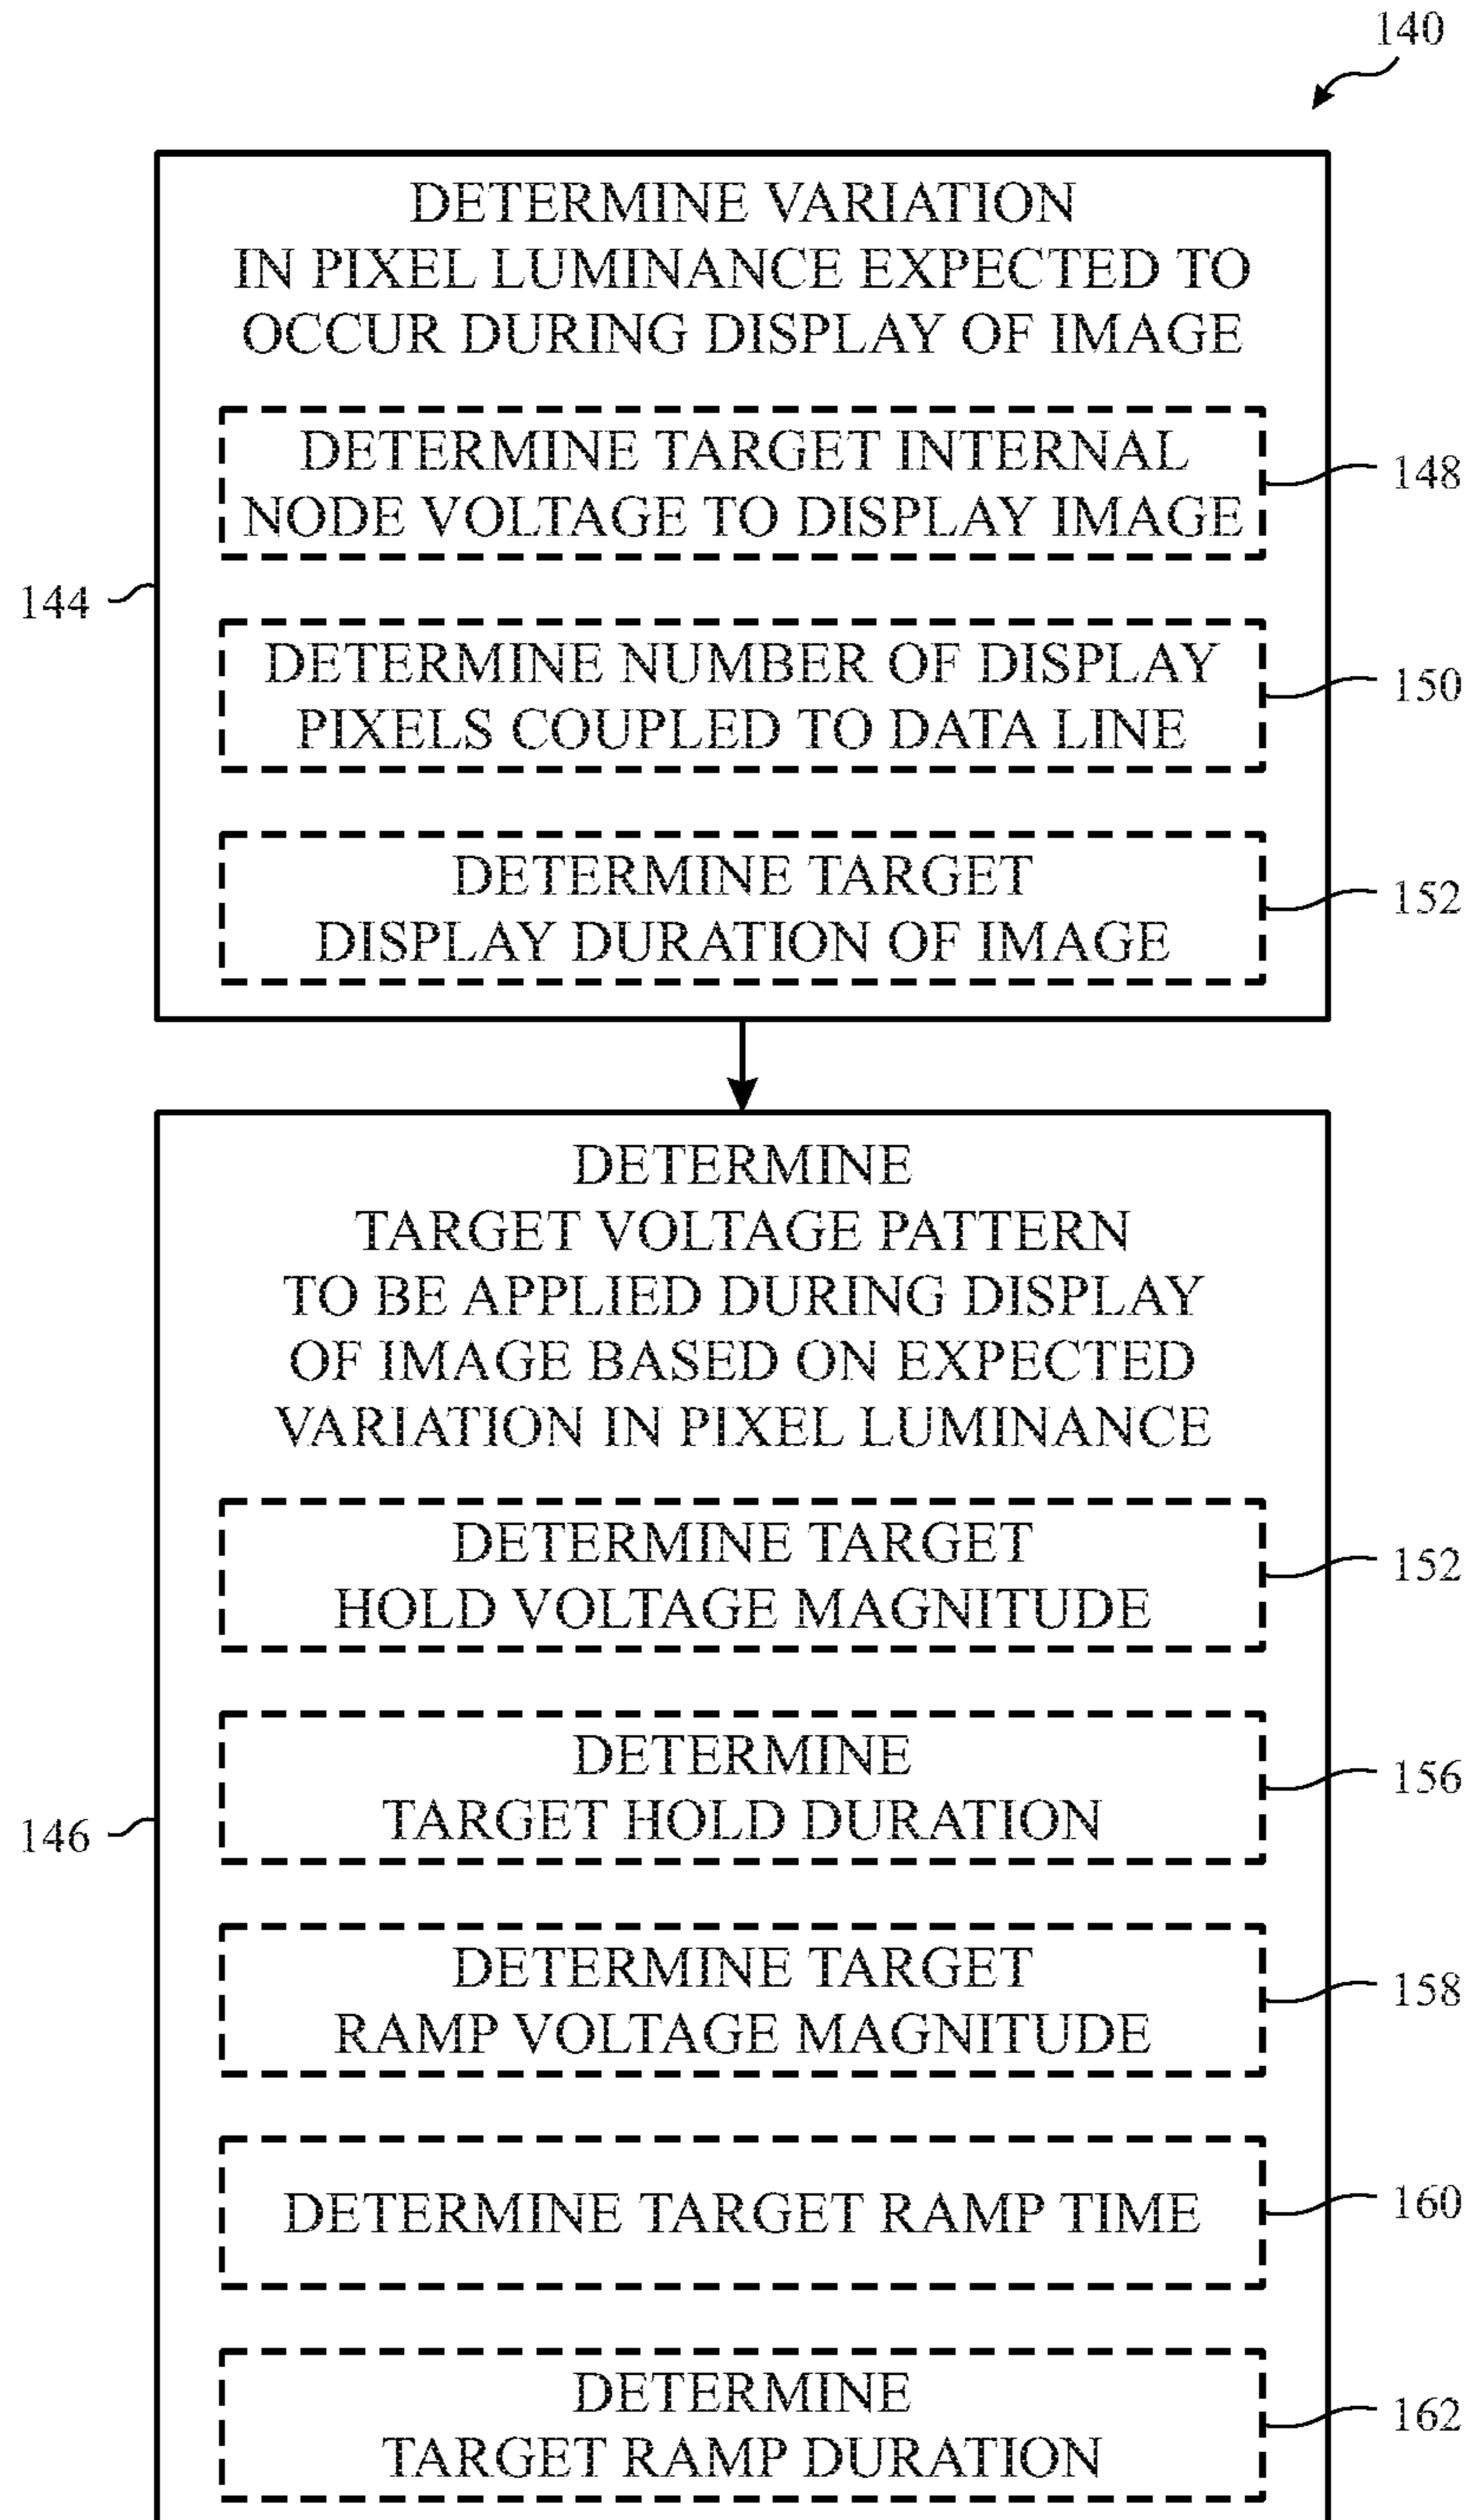 140
DETERMINE VARIATION
IN PIXEL LUMINANCE EXPECTED TO
OCCUR DURING DISPLAY OF IMAGE
DETERMINE TARGET INTERNAL
NODE VOLTAGE TO DISPLAY IMAGE
148
144
DETERMINE NUMBER OF DISPLAY
PIXELS COUPLED TO DATA LINE
150
DETERMINE TARGET
DISPLAY DURATION OF IMAGE
152
DETERMINE
TARGET VOLTAGE PATTERN
TO BE APPLIED DURING DISPLAY
OF IMAGE BASED ON EXPECTED
VARIATION IN PIXEL LUMINANCE
DETERMINE TARGET
HOLD VOLTAGE MAGNITUDE
152
DETERMINE
TARGET HOLD DURATION
156
146
DETERMINE TARGET
RAMP VOLTAGE MAGNITUDE
158
DETERMINE TARGET RAMP TIME
160
DETERMINE
TARGET RAMP DURATION
162